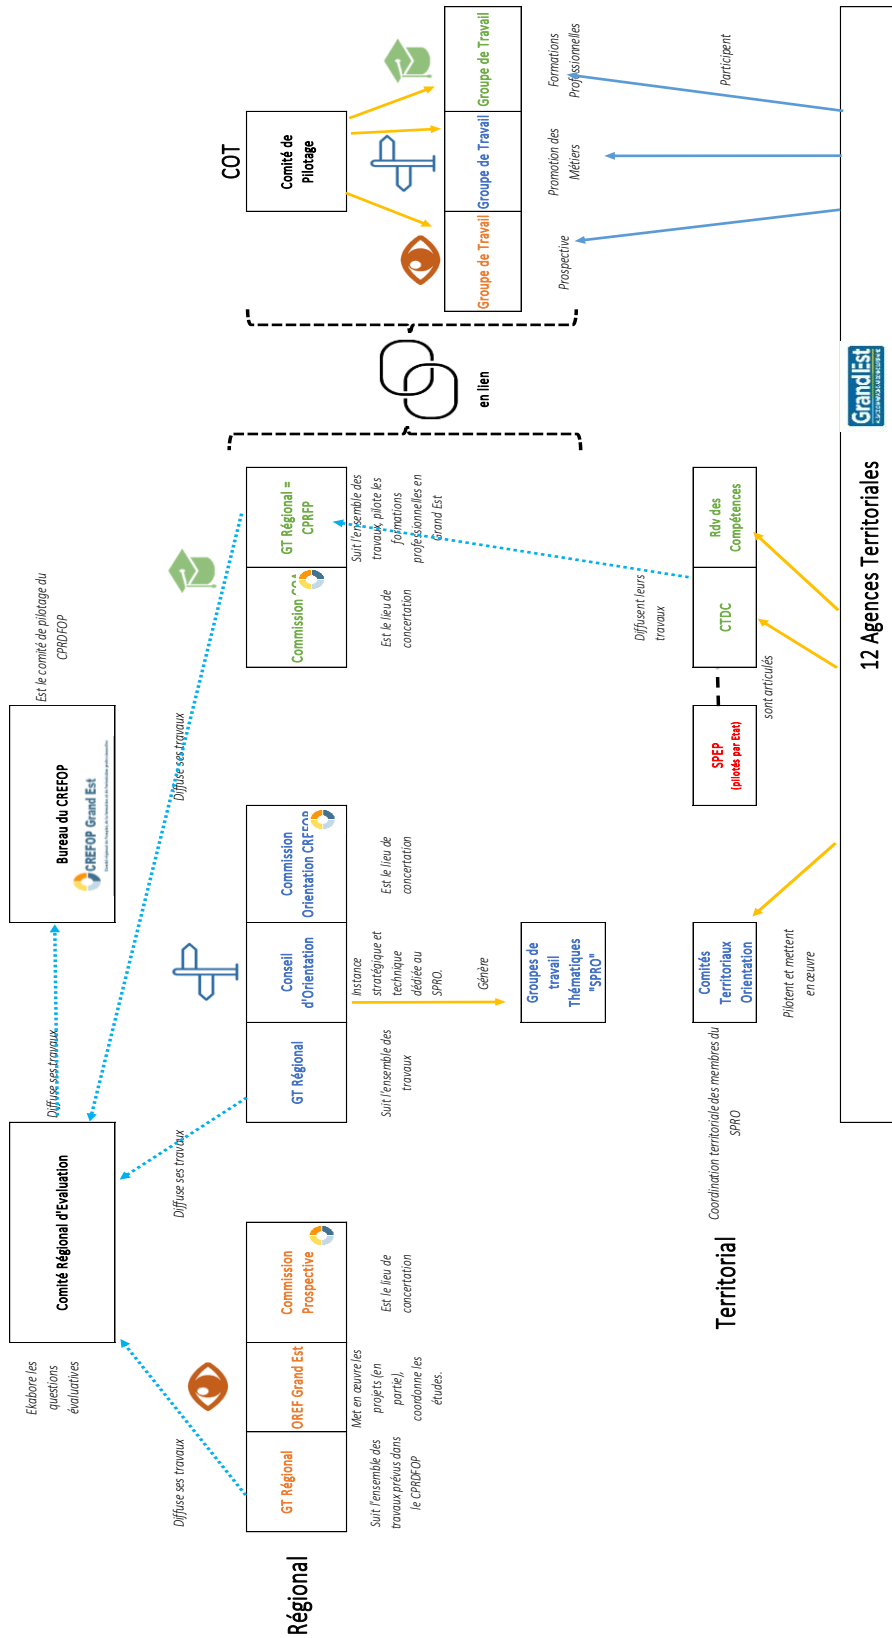 Ekabore les
questions
évaluatives
Comité Régional d'Evaluation
Diffuse ses travaux
Bureau du CREFOP
CREFOP Grand Est
Est le comité de pilotage du
CPRDFOP
Diffuse ses travaux
Diffuse ses travaux
Diffuse ses travaux
Régional
GT Régional
OREF Grand Est
Commission
Prospective
Suit l'ensemble des
travaux prévus dans
le CPRDFOP
Met en œuvre les
projets (en
partie),
coordonne les
études.
Est le lieu de
concertation
GT Régional
Conseil
d'Orientation
Commission
Orientation CREFOP
Suit l'ensemble des
travaux
Instance
stratégique et
technique
dédiée au
SPRO.
Est le lieu de
concertation
Génère
Groupes de
travail
Thématiques
"SPRO"
Commission
GT Régional =
CPRFP
Est le lieu de
concertation
Suit l'ensemble des
travaux, pilote les
formations
professionnelles en
Grand Est
COT
Comité de
Pilotage
Groupe de Travail
Groupe de Travail
Groupe de Travail
Prospective
Promotion des
Métiers
Formations
Professionnelles
en lien
Participent
Territorial
Coordination territoriale des membres du
SPRO
Comités
Territoriaux
Orientation
Pilotent et mettent
en œuvre
SPEP
(pilotés par Etat)
sont articulés
CTDC
Rdv des
Compétences
Diffusent leurs
travaux
12 Agences Territoriales
GrandEst